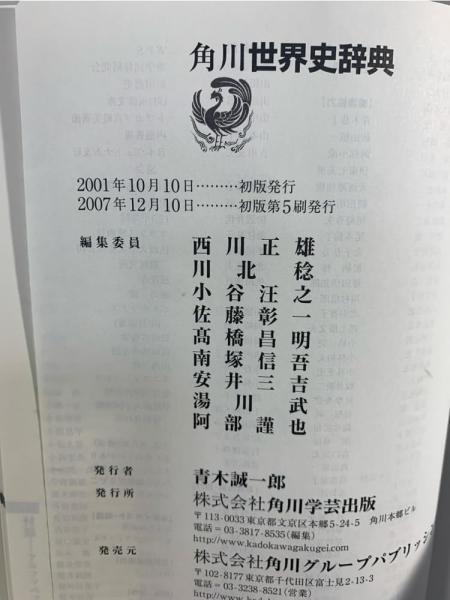 角川世界史辞典
2001年10月10日………初版発行
2007年12月10日………初版第5刷発行
編集委員
西川正雄
川北稔
小谷汪之
佐藤彰一
髙橋昌明
南塚信吾
安井三吉
湯川武
阿部謹也
発行者 青木誠一郎
発行所 株式会社角川学芸出版
〒113-0033 東京都文京区本郷5-24-5 角川本郷ビル
電話=03-3817-8535(編集)
http://www.kadokawagakugei.com
発売元 株式会社角川グループパブリッシ
〒102-8177 東京都千代田区富士見2-13-3
電話=03-3238-8521(営業)